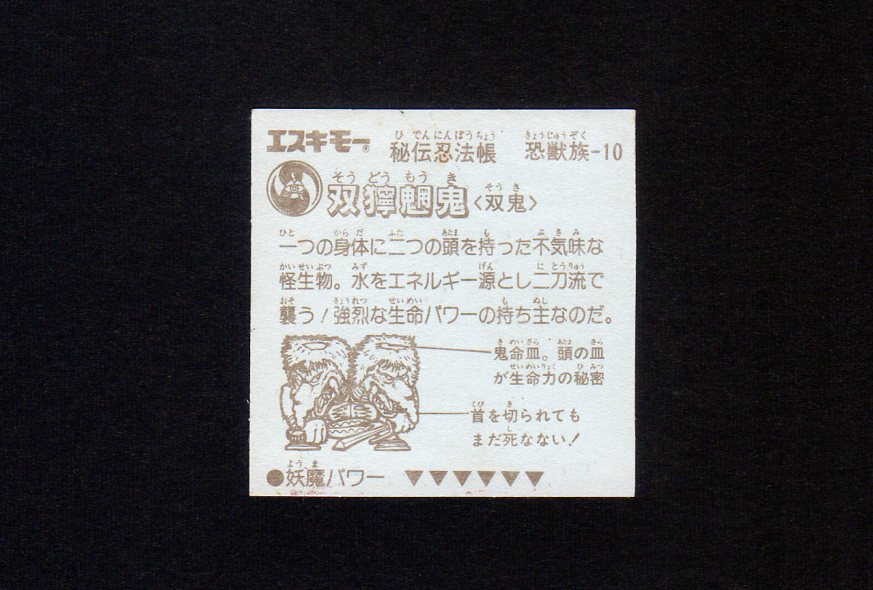 エスキモー® 秘伝忍法帳 恐獣族-10
双獰魍鬼〈双鬼〉
一つの身体に二つの頭を持った不気味な
怪生物。水をエネルギー源とし二刀流で
襲う！強烈な生命パワーの持ち主なのだ。
鬼命皿。頭の皿
が生命力の秘密
首を切られても
まだ死なない！
●妖魔パワー ▼▼▼▼▼▼